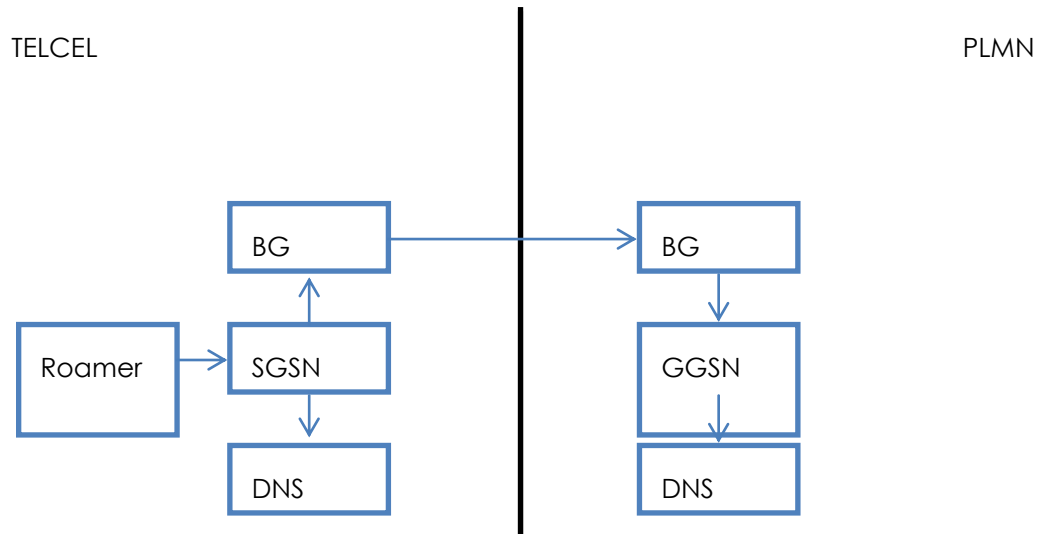 TELCEL
PLMN
BG
BG
Roamer
SGSN
GGSN
DNS
DNS